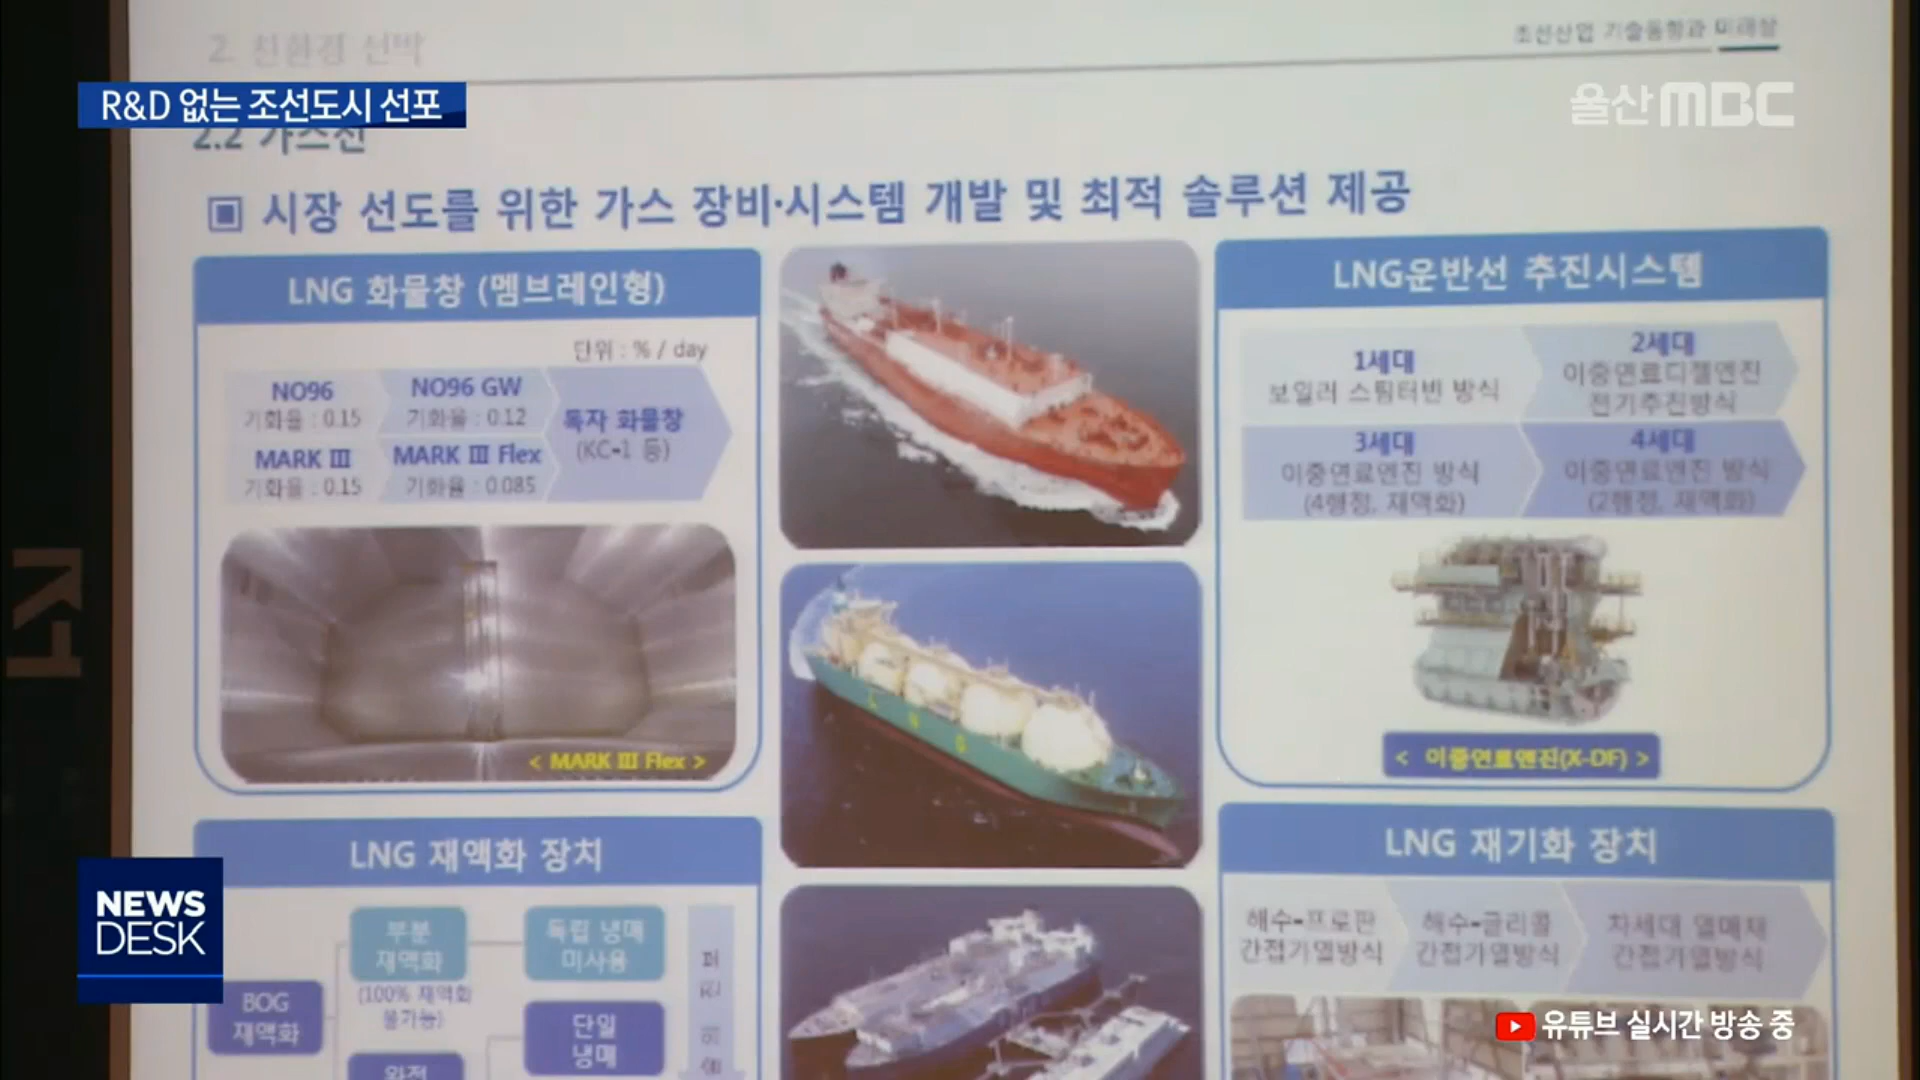 2. 친환경 선박
조선산업 기술동향과 미래상
R&D 없는 조선도시 선포
울산MBC
2.2 가스선
시장 선도를 위한 가스 장비·시스템 개발 및 최적 솔루션 제공
LNG 화물창 (멤브레인형)
단위 : % / day
NO96
기화율 : 0.15
NO96 GW
기화율 : 0.12
MARK III
기화율 : 0.15
MARK III Flex
기화율 : 0.085
독자 화물창
(KC-1 등)
< MARK III Flex >
LNG운반선 추진시스템
1세대
보일러 스팀터빈 방식
2세대
이중연료디젤엔진
전기추진방식
3세대
이중연료엔진 방식
(4행정, 재액화)
4세대
이중연료엔진 방식
(2행정, 재액화)
< 이중연료엔진(X-DF) >
LNG 재액화 장치
BOG
재액화
부분
재액화
(100% 재액화
불가능)
완전
독립 냉매
미사용
단일
냉매
LNG 재기화 장치
해수-프로판
간접가열방식
해수-글리콜
간접가열방식
차세대 열매체
간접가열방식
NEWS
DESK
유튜브 실시간 방송 중